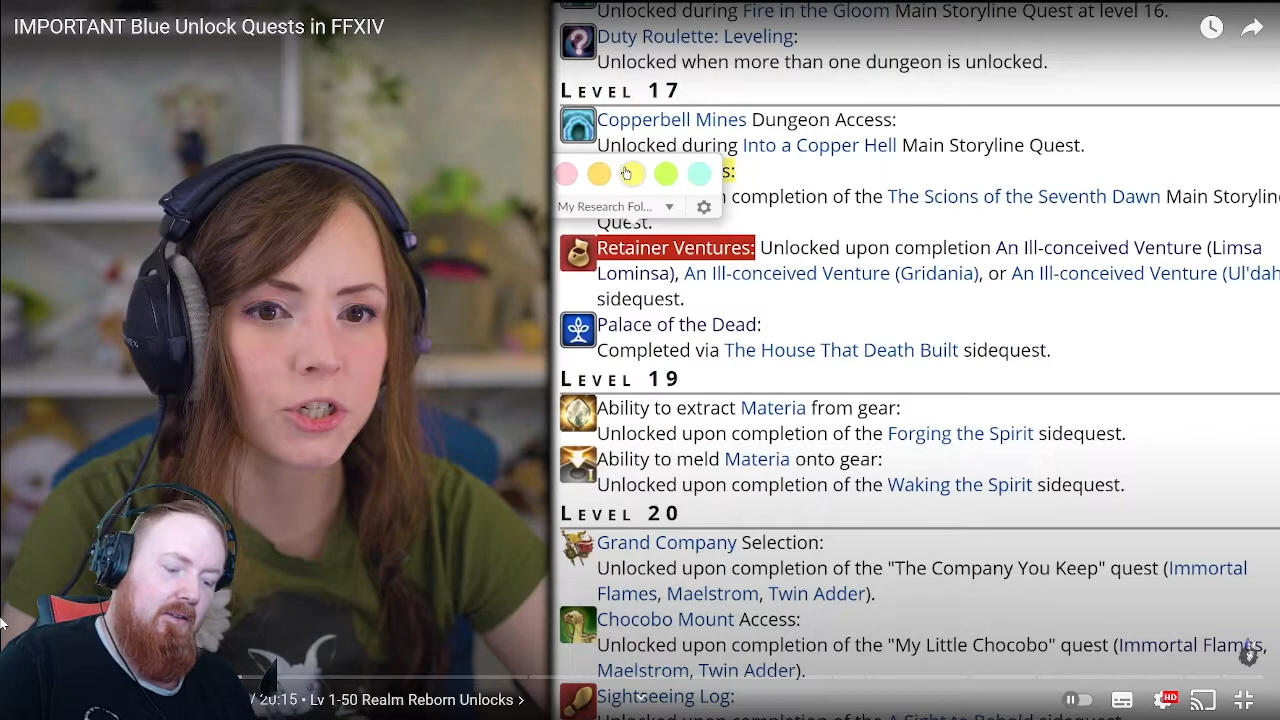 IMPORTANT Blue Unlock Quests in FFXIV
Unlocked during Fire in the Gloom Main Storyline Quest at level 16.
Duty Roulette: Leveling:
Unlocked when more than one dungeon is unlocked.
LEVEL 17
Copperbell Mines Dungeon Access:
Unlocked during Into a Copper Hell Main Storyline Quest.
s:
completion of the The Scions of the Seventh Dawn Main Storyline
My Research Fol...
Quest.
Retainer Ventures: Unlocked upon completion An Ill-conceived Venture (Limsa
Lominsa), An Ill-conceived Venture (Gridania), or An Ill-conceived Venture (Ul'dah
sidequest.
Palace of the Dead:
Completed via The House That Death Built sidequest.
LEVEL 19
Ability to extract Materia from gear:
Unlocked upon completion of the Forging the Spirit sidequest.
Ability to meld Materia onto gear:
Unlocked upon completion of the Waking the Spirit sidequest.
LEVEL 20
Grand Company Selection:
Unlocked upon completion of the "The Company You Keep" quest (Immortal
Flames, Maelstrom, Twin Adder).
Chocobo Mount Access:
Unlocked upon completion of the "My Little Chocobo" quest (Immortal Flames,
Maelstrom, Twin Adder).
Sightseeing Log:
/ 20:15 • Lv 1-50 Realm Reborn Unlocks >
HD